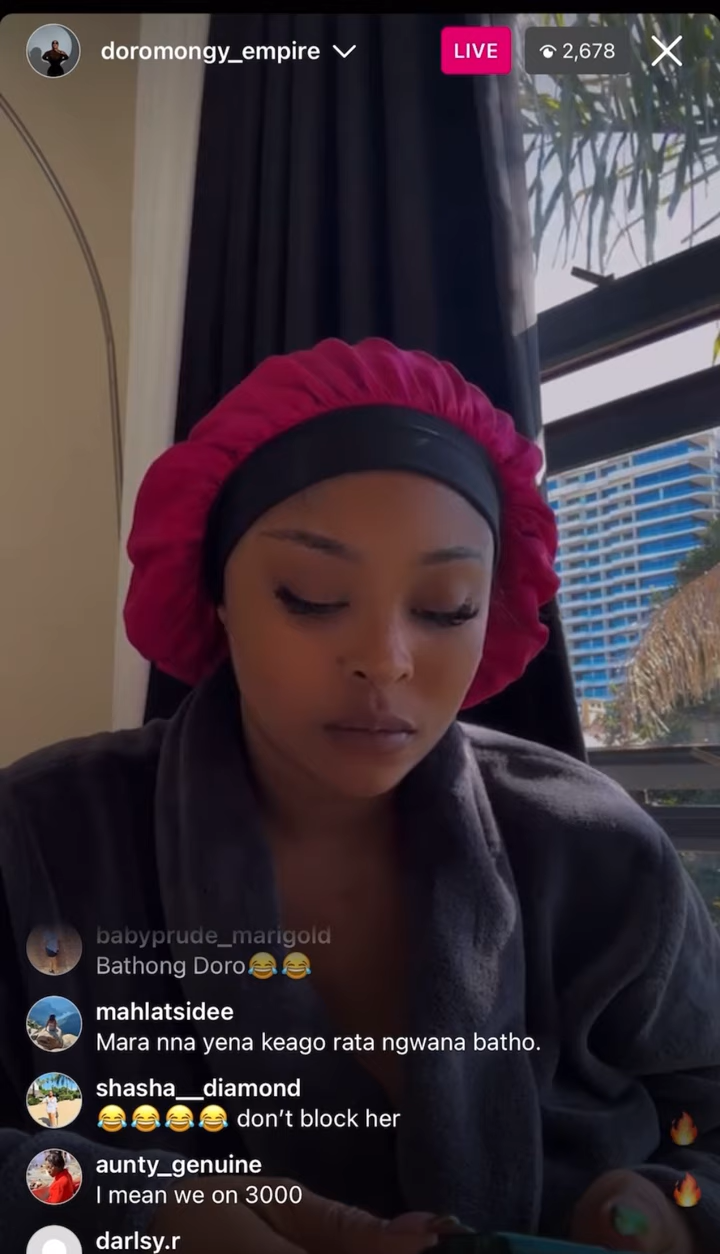 doromongy_empire
LIVE
2,678
babyprude_marigold
Bathong Doro😂😂
mahlatsidee
Mara nna yena keago rata ngwana batho.
shasha__diamond
😂😂😂😂 don’t block her
aunty_genuine
I mean we on 3000
darlsy.r